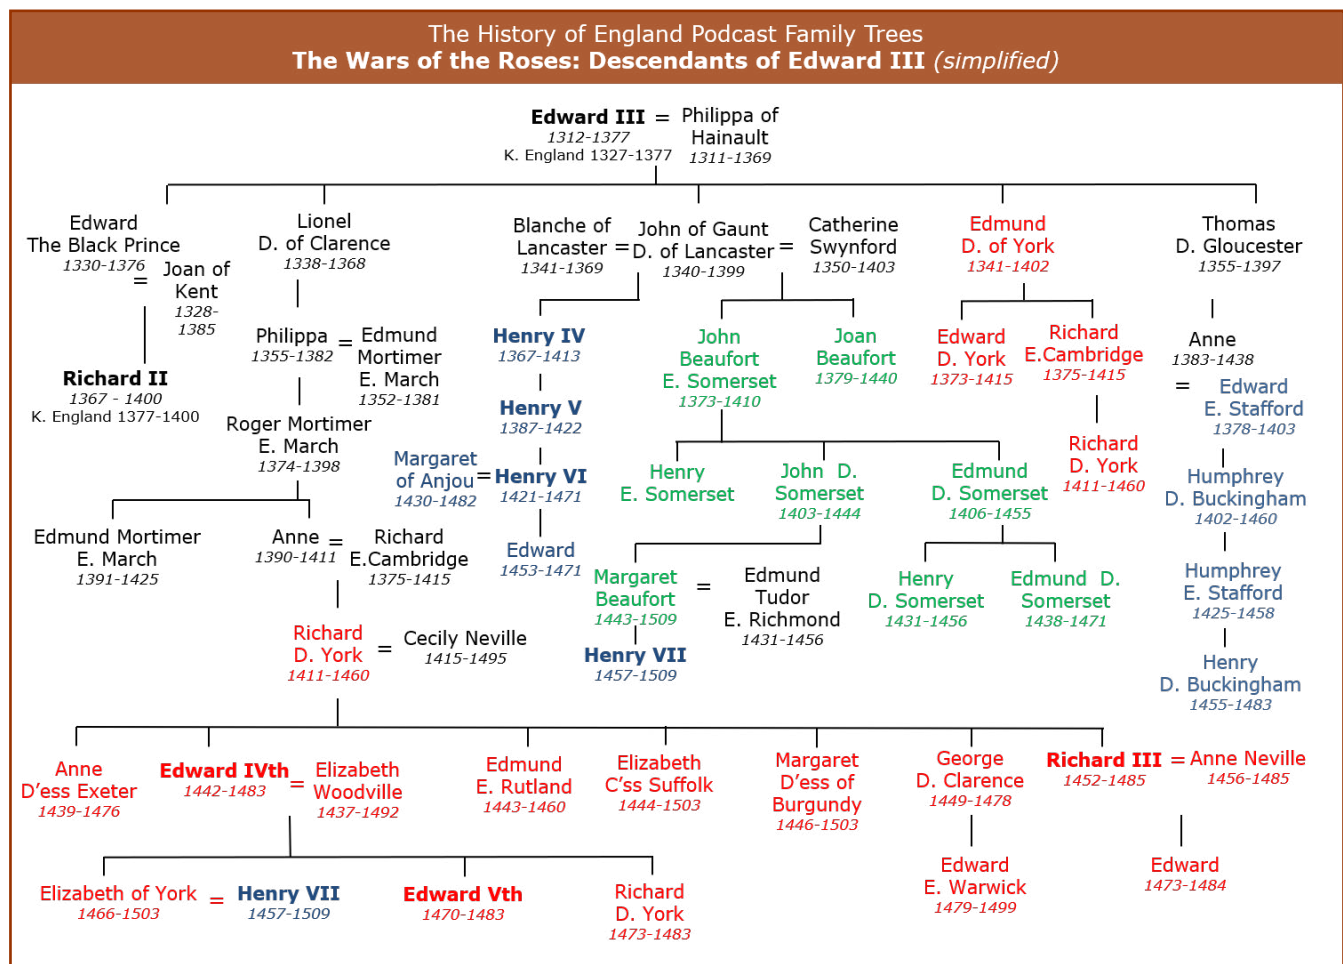 The History of England Podcast Family Trees
The Wars of the Roses: Descendants of Edward III (simplified)
Edward III = Philippa of
Hainault
1312-1377
K. England 1327-1377
1311-1369
Edward
The Black Prince
1330-1376
= Joan of
Kent
1328-
1385
Lionel
D. of Clarence
1338-1368
Blanche of
Lancaster =
1341-1369
John of Gaunt
D. of Lancaster =
1340-1399
Catherine
Swynford
1350-1403
Edmund
D. of York
1341-1402
Thomas
D. Gloucester
1355-1397
Richard II
1367 - 1400
K. England 1377-1400
Philippa =
1355-1382
Edmund
Mortimer
E. March
1352-1381
Henry IV
1367-1413
John
Beaufort
E. Somerset
1373-1410
Joan
Beaufort
1379-1440
Edward
D. York
1373-1415
Richard
E.Cambridge
1375-1415
Anne
1383-1438
= Edward
E. Stafford
1378-1403
Roger Mortimer
E. March
1374-1398
Henry V
1387-1422
Margaret
of Anjou =
1430-1482
Henry VI
1421-1471
Henry
E. Somerset
John D.
Somerset
1403-1444
Edmund
D. Somerset
1406-1455
Richard
D. York
1411-1460
Humphrey
D. Buckingham
1402-1460
Edmund Mortimer
E. March
1391-1425
Anne =
1390-1411
Richard
E.Cambridge
1375-1415
Edward
1453-1471
Margaret
Beaufort =
1443-1509
Edmund
Tudor
E. Richmond
1431-1456
Henry
D. Somerset
1431-1456
Edmund D.
Somerset
1438-1471
Humphrey
E. Stafford
1425-1458
Richard
D. York =
1411-1460
Cecily Neville
1415-1495
Henry VII
1457-1509
Henry
D. Buckingham
1455-1483
Anne
D'ess Exeter
1439-1476
Edward IVth
1442-1483
= Elizabeth
Woodville
1437-1492
Edmund
E. Rutland
1443-1460
Elizabeth
C'ss Suffolk
1444-1503
Margaret
D'ess of
Burgundy
1446-1503
George
D. Clarence
1449-1478
Richard III =
1452-1485
Anne Neville
1456-1485
Elizabeth of York =
1466-1503
Henry VII
1457-1509
Edward Vth
1470-1483
Richard
D. York
1473-1483
Edward
E. Warwick
1479-1499
Edward
1473-1484